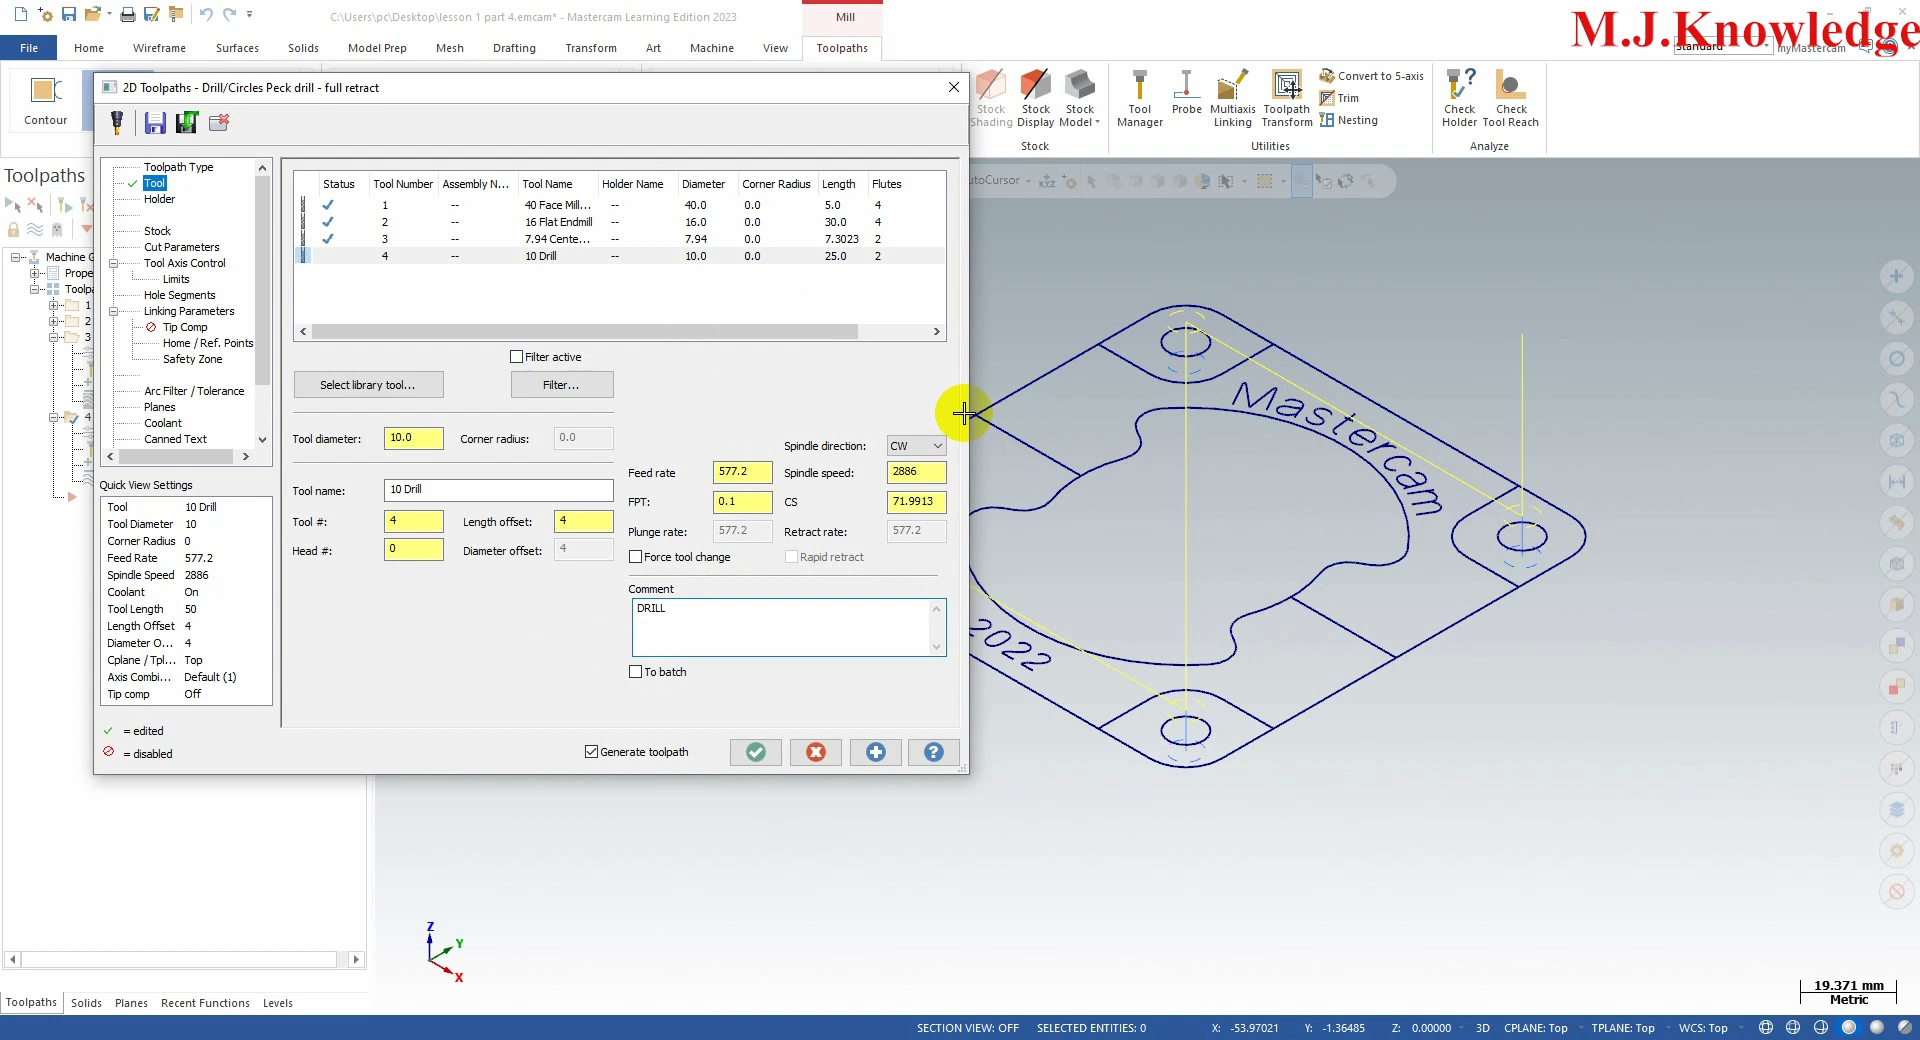 C:\Users\pc\Desktop\lesson 1 part 4.emcam* - Mastercam Learning Edition 2023
Mill
M.J.Knowledge
File Home Wireframe Surfaces Solids Model Prep Mesh Drafting Transform Art Machine View Toolpaths
Standard
myMastercam
Contour
2D Toolpaths - Drill/Circles Peck drill - full retract
Stock Shading
Stock Display
Stock Model
Stock
Tool Manager
Probe
Multiaxis Linking
Toolpath Transform
Convert to 5-axis
Trim
Nesting
Utilities
Check Holder
Check Tool Reach
Analyze
Toolpaths
Machine G
Prope
Toolp
1
2
3
4
Toolpath Type
Tool
Holder
Stock
Cut Parameters
Tool Axis Control
Limits
Hole Segments
Linking Parameters
Tip Comp
Home / Ref. Points
Safety Zone
Arc Filter / Tolerance
Planes
Coolant
Canned Text
Quick View Settings
Tool 10 Drill
Tool Diameter 10
Corner Radius 0
Feed Rate 577.2
Spindle Speed 2886
Coolant On
Tool Length 50
Length Offset 4
Diameter O... 4
Cplane / Tpl... Top
Axis Combi... Default (1)
Tip comp Off
= edited
= disabled
Status Tool Number Assembly N... Tool Name Holder Name Diameter Corner Radius Length Flutes
1 -- 40 Face Mill... -- 40.0 0.0 5.0 4
2 -- 16 Flat Endmill -- 16.0 0.0 30.0 4
3 -- 7.94 Cente... -- 7.94 0.0 7.3023 2
4 -- 10 Drill -- 10.0 0.0 25.0 2
Filter active
Select library tool...
Filter...
Tool diameter: 10.0 Corner radius: 0.0
Tool name: 10 Drill
Tool #: 4 Length offset: 4
Head #: 0 Diameter offset: 4
Spindle direction: CW
Feed rate 577.2 Spindle speed: 2886
FPT: 0.1 CS 71.9913
Plunge rate: 577.2 Retract rate: 577.2
Force tool change Rapid retract
Comment
DRILL
To batch
Generate toolpath
utoCursor
Mastercam
2022
Z
Y
X
19.371 mm
Metric
Toolpaths Solids Planes Recent Functions Levels
SECTION VIEW: OFF SELECTED ENTITIES: 0 X: -53.97021 Y: -1.36485 Z: 0.00000 3D CPLANE: Top TPLANE: Top WCS: Top